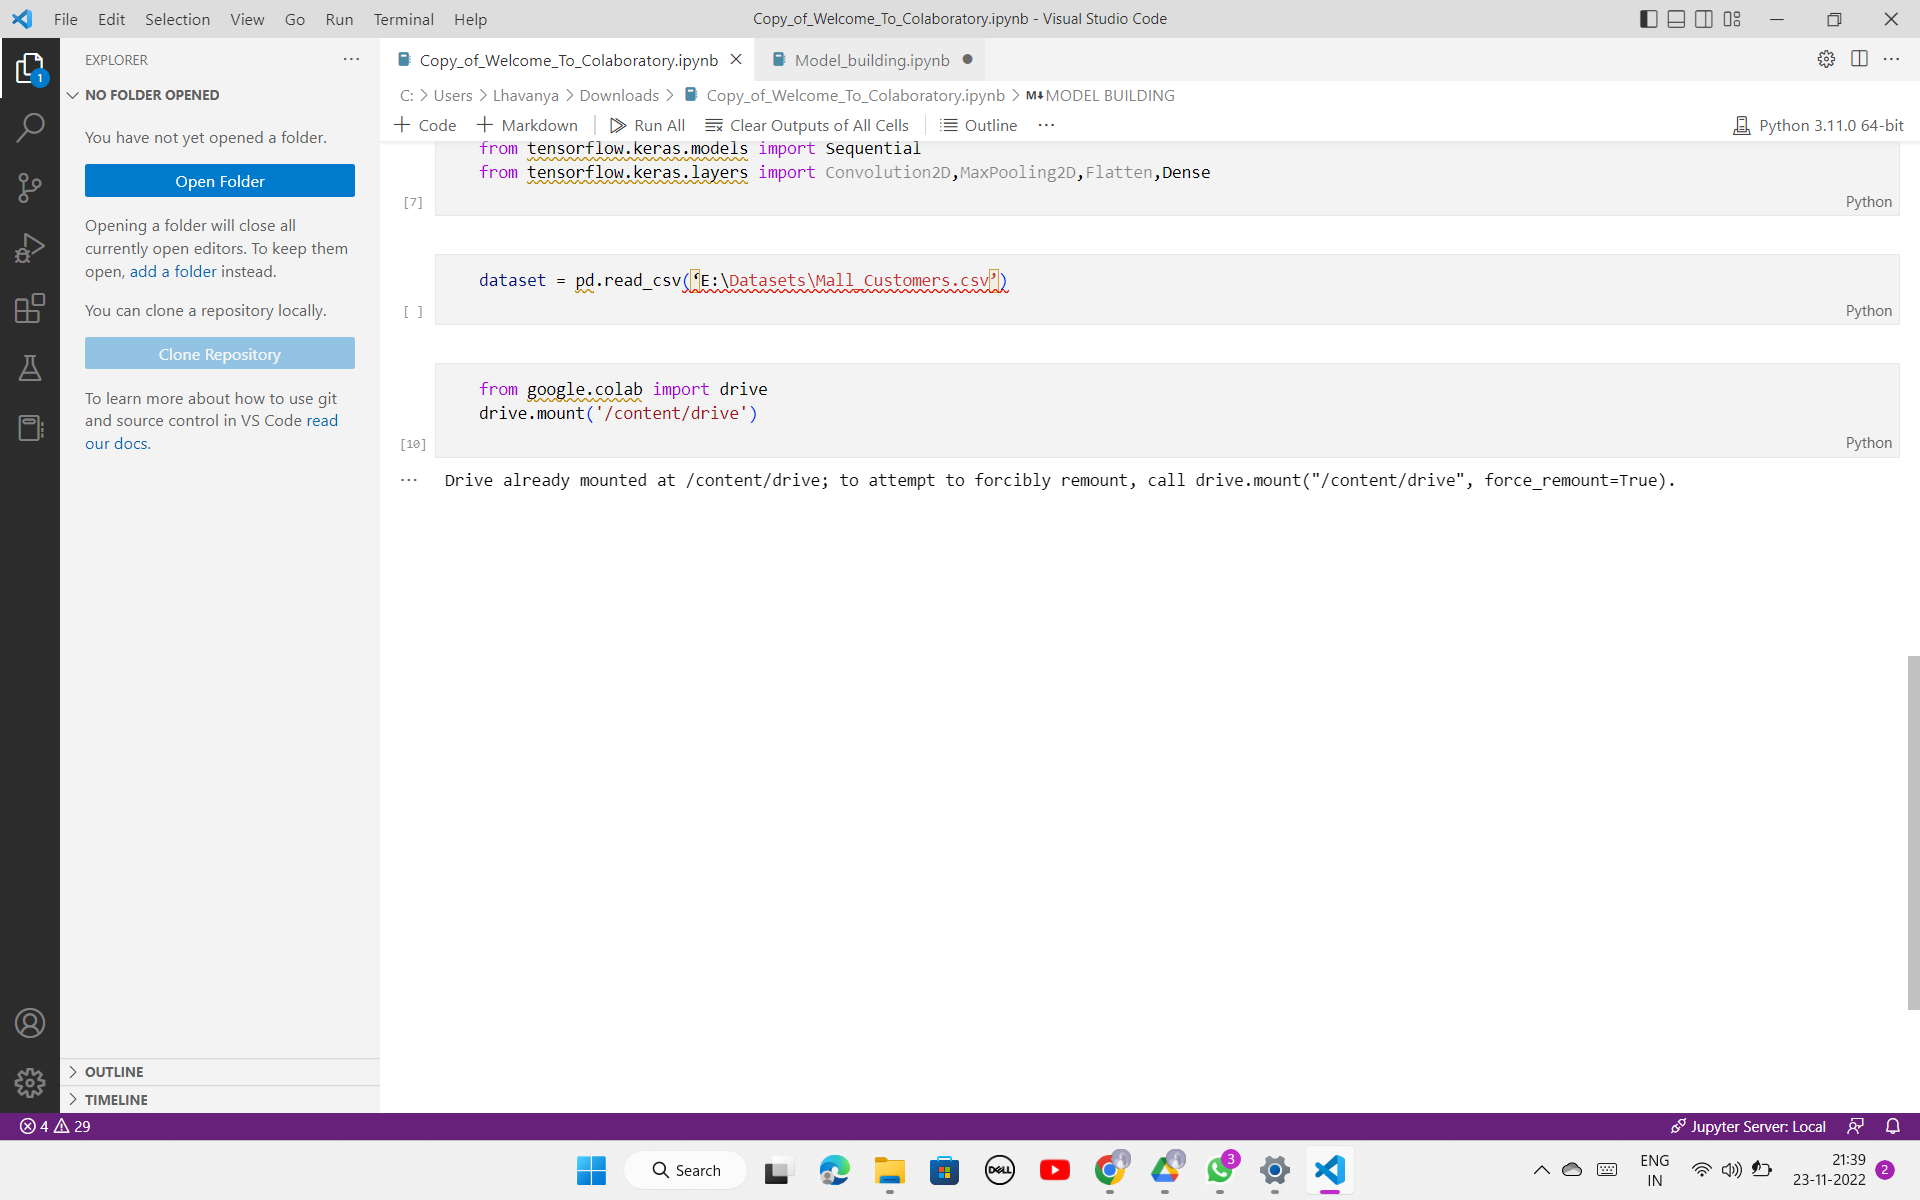 File Edit Selection View Go Run Terminal Help
Copy_of_Welcome_To_Colaboratory.ipynb - Visual Studio Code
EXPLORER
Copy_of_Welcome_To_Colaboratory.ipynb
Model_building.ipynb
NO FOLDER OPENED
C: > Users > Lhavanya > Downloads > Copy_of_Welcome_To_Colaboratory.ipynb > M↓MODEL BUILDING
+ Code + Markdown Run All Clear Outputs of All Cells Outline ···
Python 3.11.0 64-bit
1
You have not yet opened a folder.
Open Folder
Opening a folder will close all
currently open editors. To keep them
open, add a folder instead.
You can clone a repository locally.
Clone Repository
To learn more about how to use git
and source control in VS Code read
our docs.
from tensorflow.keras.models import Sequential
from tensorflow.keras.layers import Convolution2D,MaxPooling2D,Flatten,Dense
[7]
Python
dataset = pd.read_csv(‘E:\Datasets\Mall_Customers.csv’)
[ ]
Python
from google.colab import drive
drive.mount('/content/drive')
[10]
Python
Drive already mounted at /content/drive; to attempt to forcibly remount, call drive.mount("/content/drive", force_remount=True).
OUTLINE
TIMELINE
4 29
Jupyter Server: Local
Search
DELL
3
ENG
IN
21:39
23-11-2022
2